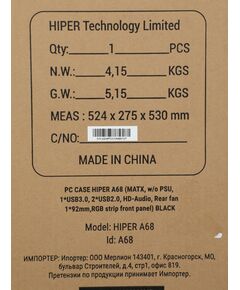 HIPER Technology Limited
Qty: 1 PCS
N.W.: 4,15 KGS
G.W.: 5,15 KGS
MEAS : 524 x 275 x 530 mm
C/NO:
MADE IN CHINA
PC CASE HIPER A68 (MATX, w/o PSU,
1*USB3.0, 2*USB2.0, HD-Audio, Rear fan
1*92mm,RGB strip front panel) BLACK
Model: HIPER A68
Id: A68
ИМПОРТЕР: Импортер: ООО Мерлион 143401, г. Красногорск, МО,
бульвар Строителей, д.4, стр1, офис 819.
Претензии по продукции принимает импортер.